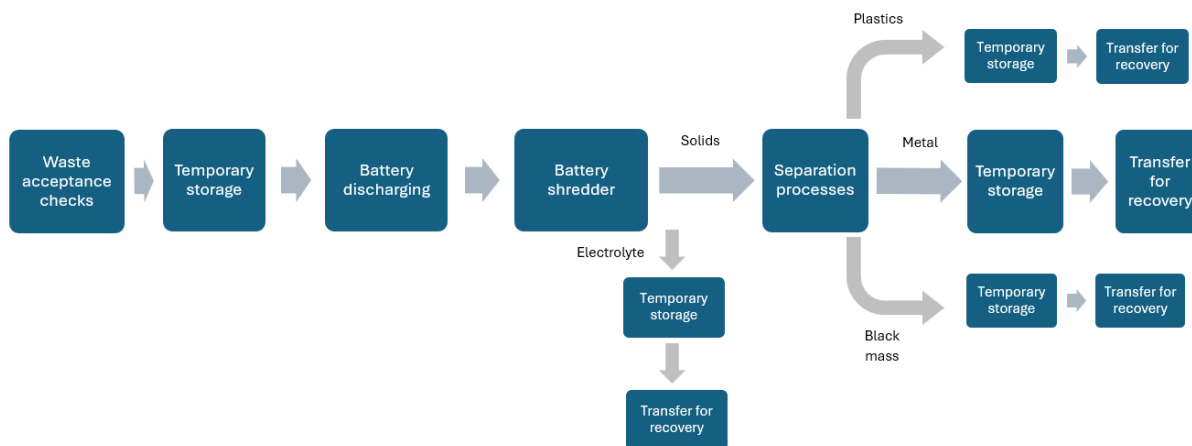 Plastics
Temporary
storage
Transfer for
recovery
Waste
acceptance
checks
Temporary
storage
Battery
discharging
Battery
shredder
Solids
Separation
processes
Metal
Temporary
storage
Transfer
for
recovery
Electrolyte
Temporary
storage
Transfer for
recovery
Black
mass
Temporary
storage
Transfer for
recovery